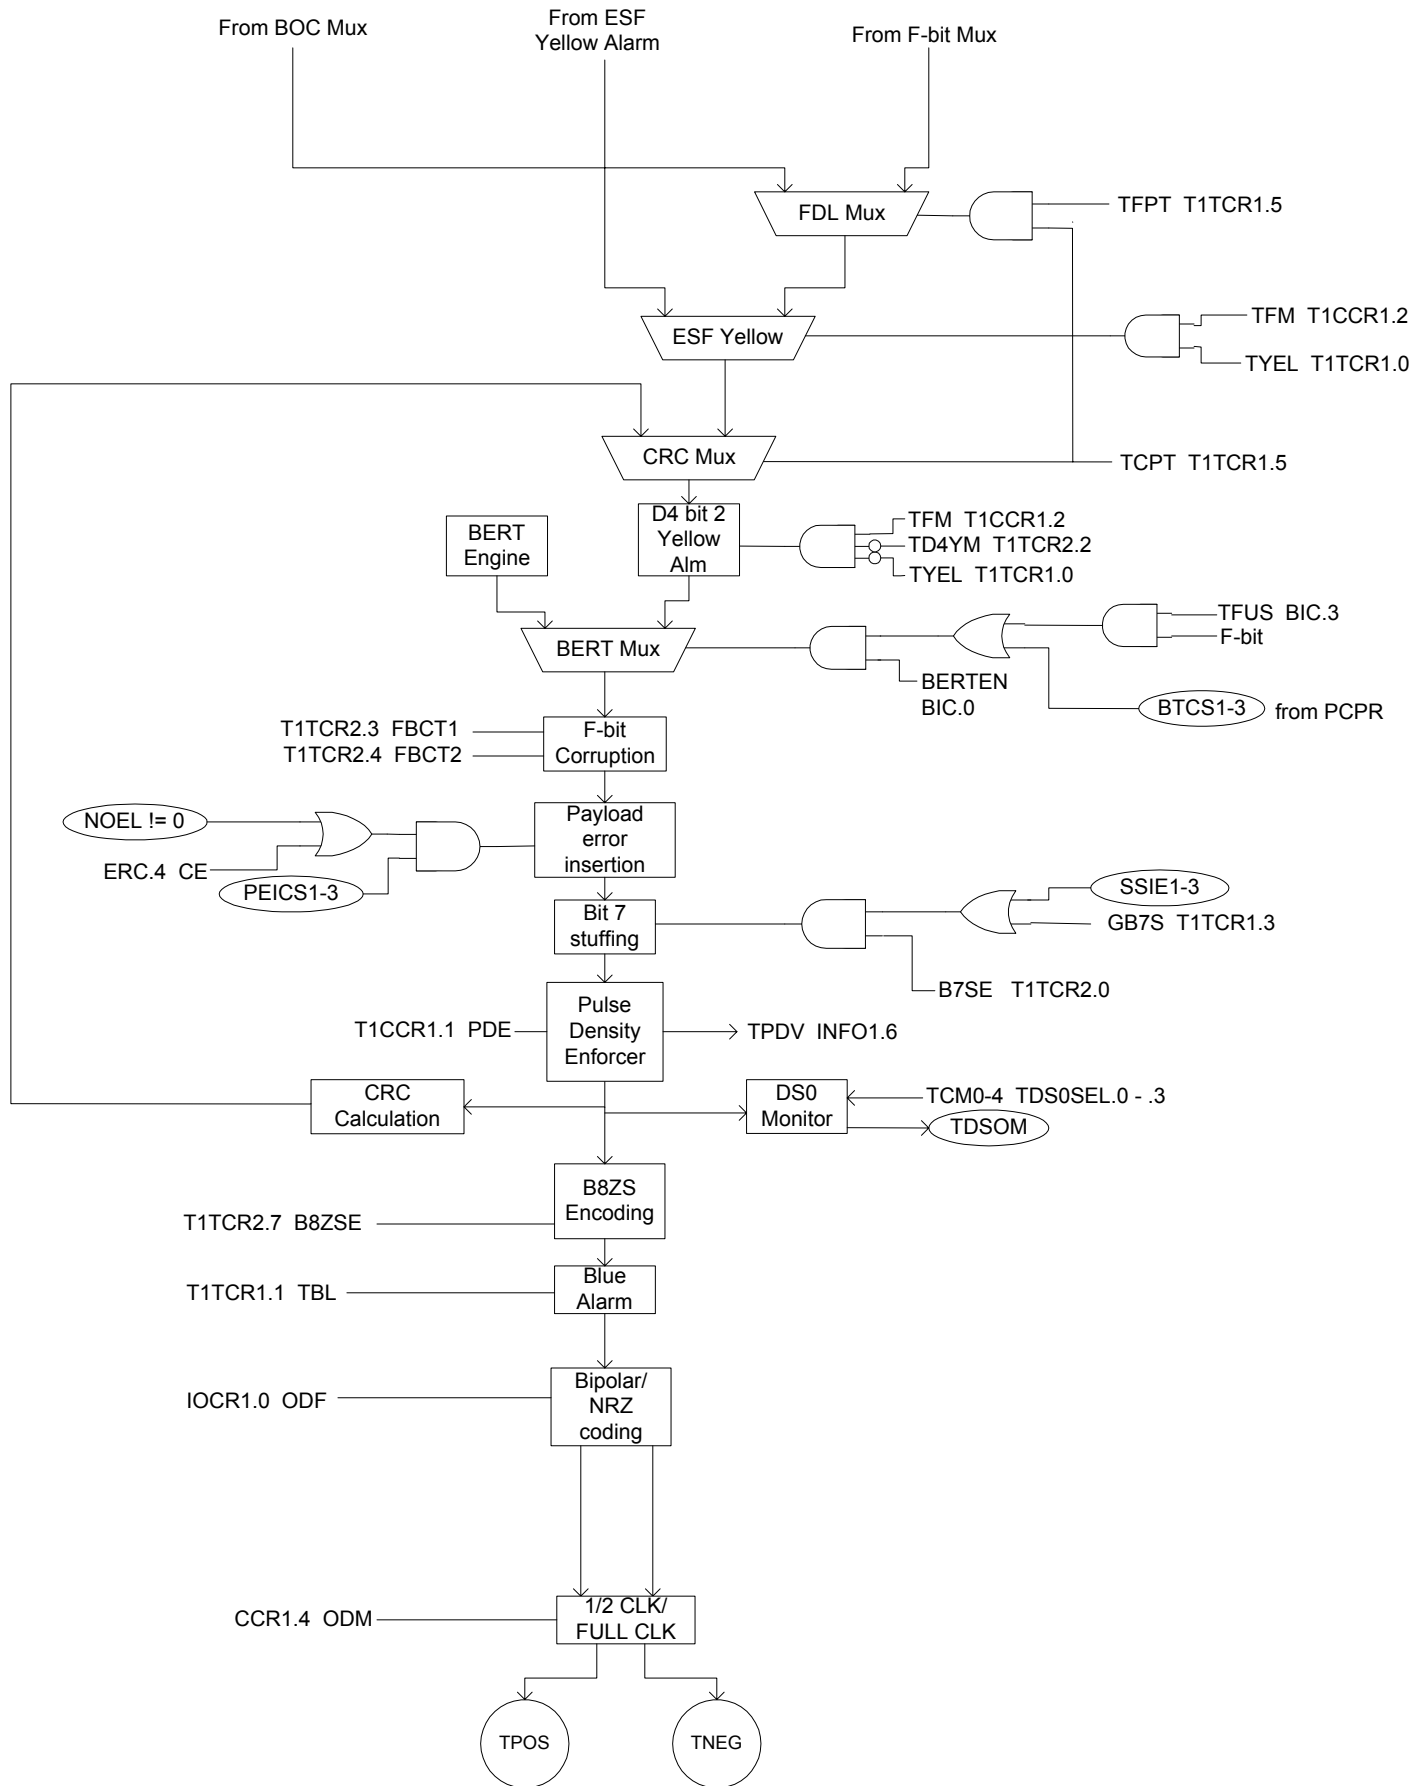 From BOC Mux
From ESF
Yellow Alarm
From F-bit Mux
FDL Mux
TFPT T1TCR1.5
ESF Yellow
TFM T1CCR1.2
TYEL T1TCR1.0
CRC Mux
TCPT T1TCR1.5
BERT
Engine
D4 bit 2
Yellow
Alm
TFM T1CCR1.2
TD4YM T1TCR2.2
TYEL T1TCR1.0
BERT Mux
TFUS BIC.3
F-bit
BERTEN
BIC.0
BTCS1-3
from PCPR
T1TCR2.3 FBCT1
T1TCR2.4 FBCT2
F-bit
Corruption
NOEL != 0
ERC.4 CE
PEICS1-3
Payload
error
insertion
SSIE1-3
GB7S T1TCR1.3
Bit 7
stuffing
B7SE T1TCR2.0
T1CCR1.1 PDE
Pulse
Density
Enforcer
TPDV INFO1.6
CRC
Calculation
DS0
Monitor
TCM0-4 TDS0SEL.0 - .3
TDSOM
B8ZS
Encoding
T1TCR2.7 B8ZSE
Blue
Alarm
T1TCR1.1 TBL
Bipolar/
NRZ
coding
IOCR1.0 ODF
1/2 CLK/
FULL CLK
CCR1.4 ODM
TPOS
TNEG